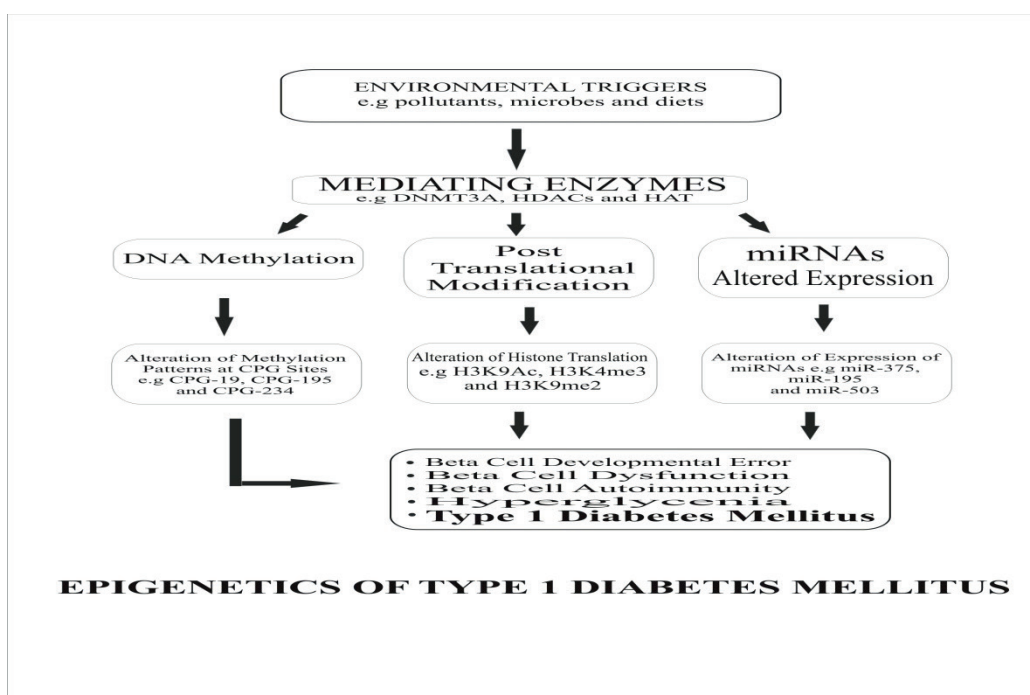 ENVIRONMENTAL TRIGGERS
e.g pollutants, microbes and diets
MEDIATING ENZYMES
e.g DNMT3A, HDACs and HAT
DNA Methylation
Post
Translational
Modification
miRNAs
Altered Expression
Alteration of Methylation
Patterns at CPG Sites
e.g CPG-19, CPG-195
and CPG-234
Alteration of Histone Translation
e.g H3K9Ac, H3K4me3
and H3K9me2
Alteration of Expression of
miRNAs e.g miR-375,
miR-195
and miR-503
• Beta Cell Developmental Error
• Beta Cell Dysfunction
• Beta Cell Autoimmunity
• Hyperglycenia
• Type 1 Diabetes Mellitus
EPIGENETICS OF TYPE 1 DIABETES MELLITUS